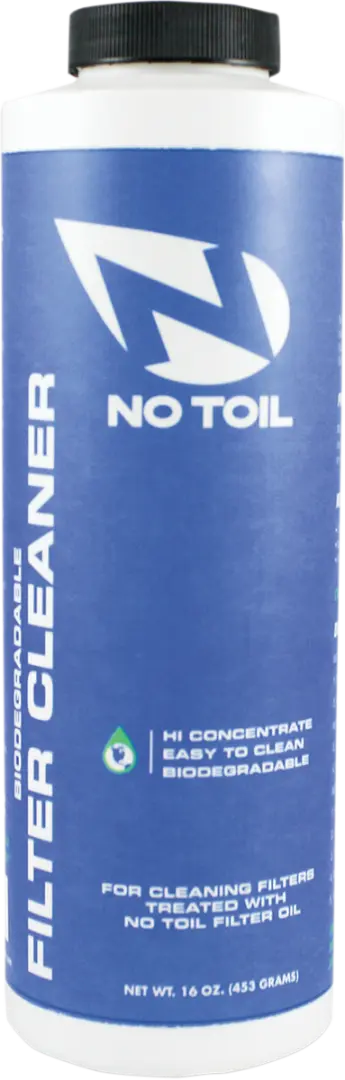 NO TOIL
BIODEGRADABLE
FILTER CLEANER
HI CONCENTRATE
EASY TO CLEAN
BIODEGRADABLE
FOR CLEANING FILTERS
TREATED WITH
NO TOIL FILTER OIL
NET WT. 16 OZ. (453 GRAMS)